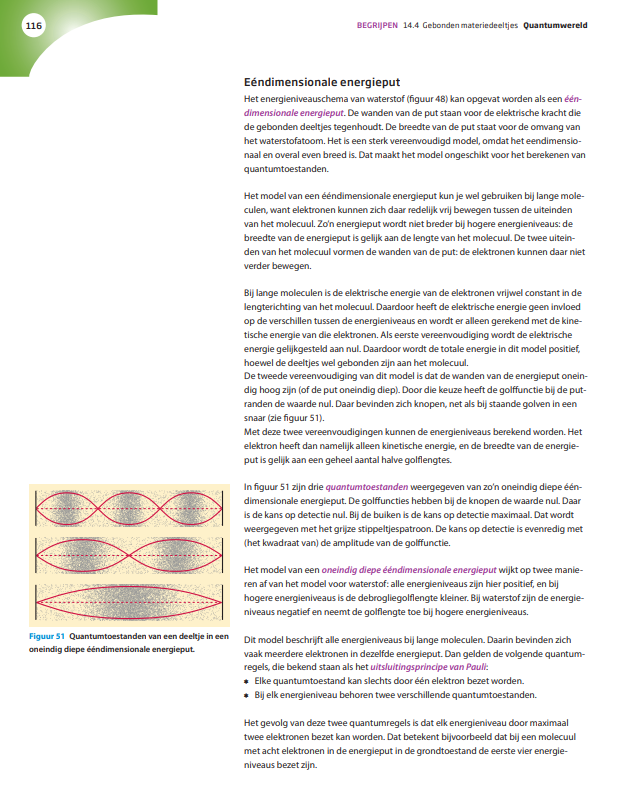 116
BEGRIJPEN 14.4 Gebonden materiedeeltjes Quantumwereld
Eéndimensionale energieput
Het energieniveauschema van waterstof (figuur 48) kan opgevat worden als een één-
dimensionale energieput. De wanden van de put staan voor de elektrische kracht die
de gebonden deeltjes tegenhoudt. De breedte van de put staat voor de omvang van
het waterstofatoom. Het is een sterk vereenvoudigd model, omdat het eendimensio-
naal en overal even breed is. Dat maakt het model ongeschikt voor het berekenen van
quantumtoestanden.
Het model van een ééndimensionale energieput kun je wel gebruiken bij lange mole-
culen, want elektronen kunnen zich daar redelijk vrij bewegen tussen de uiteinden
van het molecuul. Zo'n energieput wordt niet breder bij hogere energieniveaus: de
breedte van de energieput is gelijk aan de lengte van het molecuul. De twee uitein-
den van het molecuul vormen de wanden van de put: de elektronen kunnen daar niet
verder bewegen.
Bij lange moleculen is de elektrische energie van de elektronen vrijwel constant in de
lengterichting van het molecuul. Daardoor heeft de elektrische energie geen invloed
op de verschillen tussen de energieniveaus en wordt er alleen gerekend met de kine-
tische energie van die elektronen. Als eerste vereenvoudiging wordt de elektrische
energie gelijkgesteld aan nul. Daardoor wordt de totale energie in dit model positief,
hoewel de deeltjes wel gebonden zijn aan het molecuul.
De tweede vereenvoudiging van dit model is dat de wanden van de energieput onein-
dig hoog zijn (of de put oneindig diep). Door die keuze heeft de golffunctie bij de put-
randen de waarde nul. Daar bevinden zich knopen, net als bij staande golven in een
snaar (zie figuur 51).
Met deze twee vereenvoudigingen kunnen de energieniveaus berekend worden. Het
elektron heeft dan namelijk alleen kinetische energie, en de breedte van de energie-
put is gelijk aan een geheel aantal halve golflengtes.
In figuur 51 zijn drie quantumtoestanden weergegeven van zo'n oneindig diepe één-
dimensionale energieput. De golffuncties hebben bij de knopen de waarde nul. Daar
is de kans op detectie nul. Bij de buiken is de kans op detectie maximaal. Dat wordt
weergegeven met het grijze stippeltjespatroon. De kans op detectie is evenredig met
(het kwadraat van) de amplitude van de golffunctie.
Het model van een oneindig diepe ééndimensionale energieput wijkt op twee manie-
ren af van het model voor waterstof: alle energieniveaus zijn hier positief, en bij
hogere energieniveaus is de debrogliegolflengte kleiner. Bij waterstof zijn de energie-
niveaus negatief en neemt de golflengte toe bij hogere energieniveaus.
Dit model beschrijft alle energieniveaus bij lange moleculen. Daarin bevinden zich
vaak meerdere elektronen in dezelfde energieput. Dan gelden de volgende quantum-
regels, die bekend staan als het uitsluitingsprincipe van Pauli:
✱ Elke quantumtoestand kan slechts door één elektron bezet worden.
✱ Bij elk energieniveau behoren twee verschillende quantumtoestanden.
Het gevolg van deze twee quantumregels is dat elk energieniveau door maximaal
twee elektronen bezet kan worden. Dat betekent bijvoorbeeld dat bij een molecuul
met acht elektronen in de energieput in de grondtoestand de eerste vier energie-
niveaus bezet zijn.
Figuur 51 Quantumtoestanden van een deeltje in een
oneindig diepe ééndimensionale energieput.